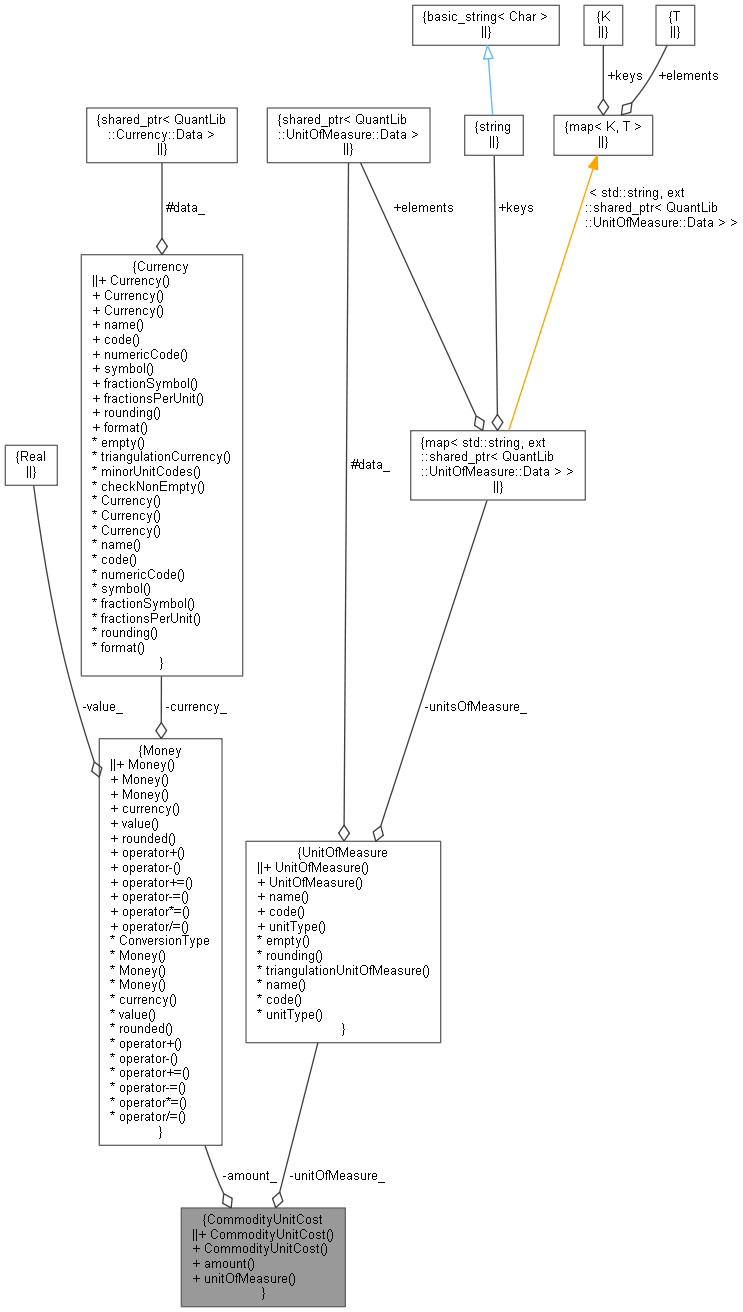 {basic_string< Char >
||}
{K
||}
{T
||}
+keys
+elements
{shared_ptr< QuantLib
::Currency::Data >
||}
{shared_ptr< QuantLib
::UnitOfMeasure::Data >
||}
{string
||}
{map< K, T >
||}
#data_
+elements
+keys
< std::string, ext
::shared_ptr< QuantLib
::UnitOfMeasure::Data > >
{Currency
||+ Currency()
+ Currency()
+ Currency()
+ name()
+ code()
+ numericCode()
+ symbol()
+ fractionSymbol()
+ fractionsPerUnit()
+ rounding()
+ format()
* empty()
* triangulationCurrency()
* minorUnitCodes()
* checkNonEmpty()
* Currency()
* Currency()
* Currency()
* name()
* code()
* numericCode()
* symbol()
* fractionSymbol()
* fractionsPerUnit()
* rounding()
* format()
}
{Real
||}
#data_
{map< std::string, ext
::shared_ptr< QuantLib
::UnitOfMeasure::Data > >
||}
-value_
-currency_
-unitsOfMeasure_
{Money
||+ Money()
+ Money()
+ Money()
+ currency()
+ value()
+ rounded()
+ operator+()
+ operator-()
+ operator+=()
+ operator-=()
+ operator*=()
+ operator/=()
* ConversionType
* Money()
* Money()
* Money()
* currency()
* value()
* rounded()
* operator+()
* operator-()
* operator+=()
* operator-=()
* operator*=()
* operator/=()
}
{UnitOfMeasure
||+ UnitOfMeasure()
+ UnitOfMeasure()
+ name()
+ code()
+ unitType()
* empty()
* rounding()
* triangulationUnitOfMeasure()
* name()
* code()
* unitType()
}
-amount_
-unitOfMeasure_
{CommodityUnitCost
||+ CommodityUnitCost()
+ CommodityUnitCost()
+ amount()
+ unitOfMeasure()
}